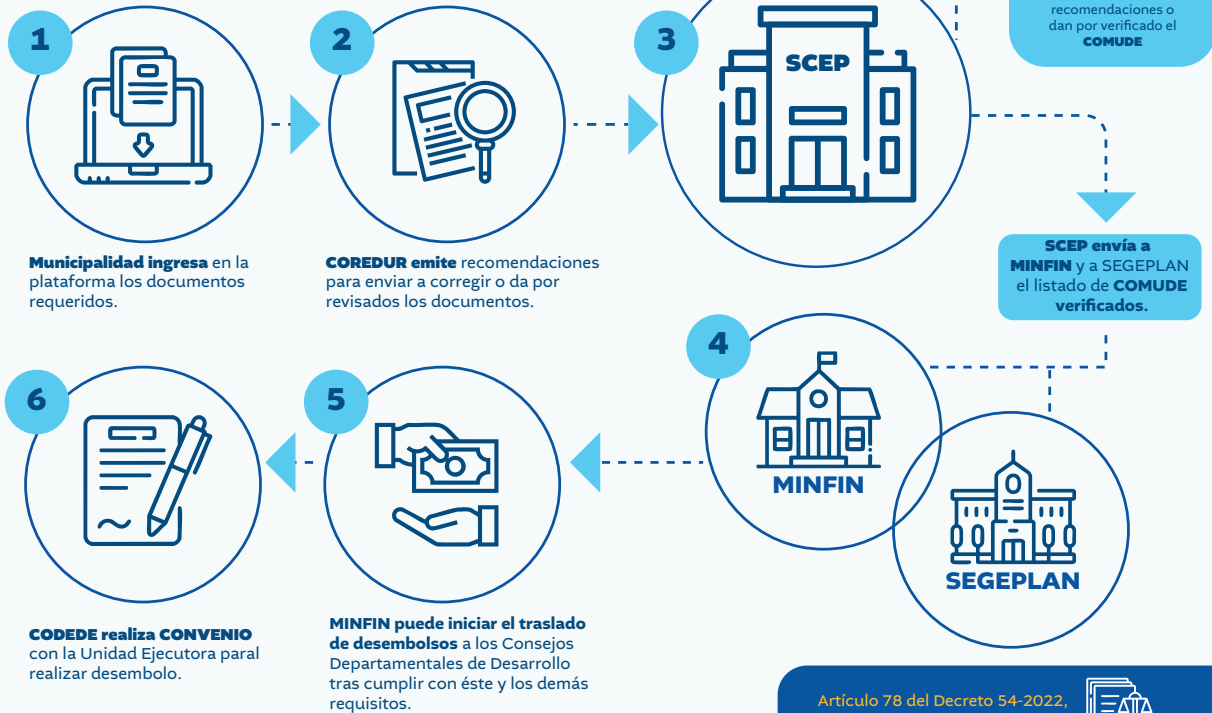 1
Municipalidad ingresa en la
plataforma los documentos
requeridos.
2
COREDUR emite recomendaciones
para enviar a corregir o da por
revisados los documentos.
3
SCEP
recomendaciones o
dan por verificado el
COMUDE
SCEP envía a
MINFIN y a SEGEPLAN
el listado de COMUDE
verificados.
4
MINFIN
SEGEPLAN
5
MINFIN puede iniciar el traslado
de desembolsos a los Consejos
Departamentales de Desarrollo
tras cumplir con éste y los demás
requisitos.
6
CODEDE realiza CONVENIO
con la Unidad Ejecutora paral
realizar desembolo.
Artículo 78 del Decreto 54-2022,